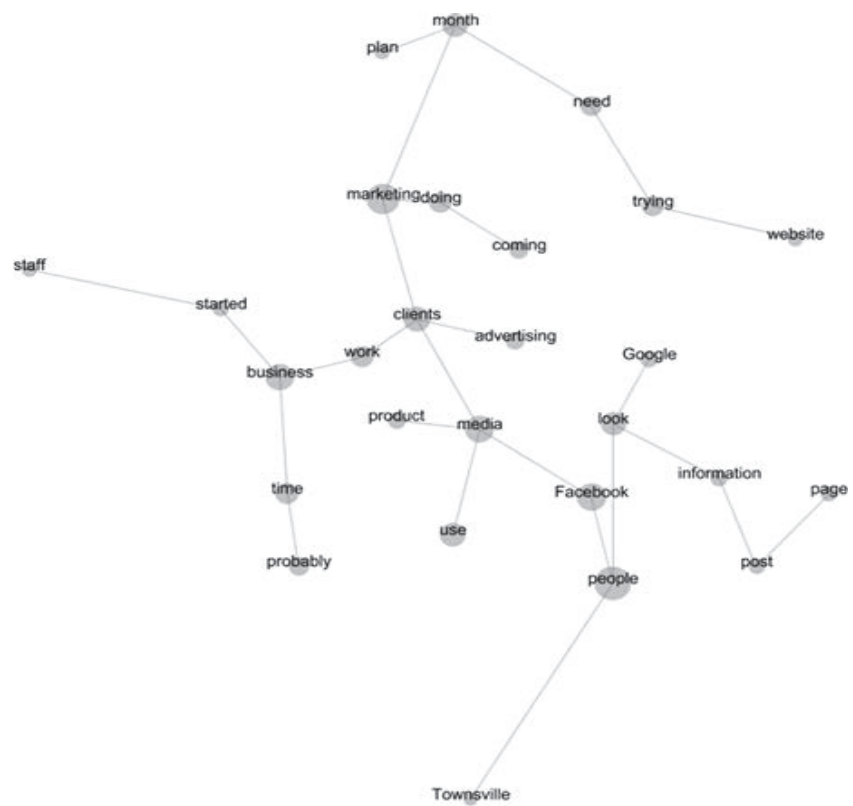 month
plan
need
marketing
doing
trying
website
coming
staff
started
clients
advertising
work
Google
business
product
look
media
information
time
Facebook
page
use
probably
post
people
Townsville